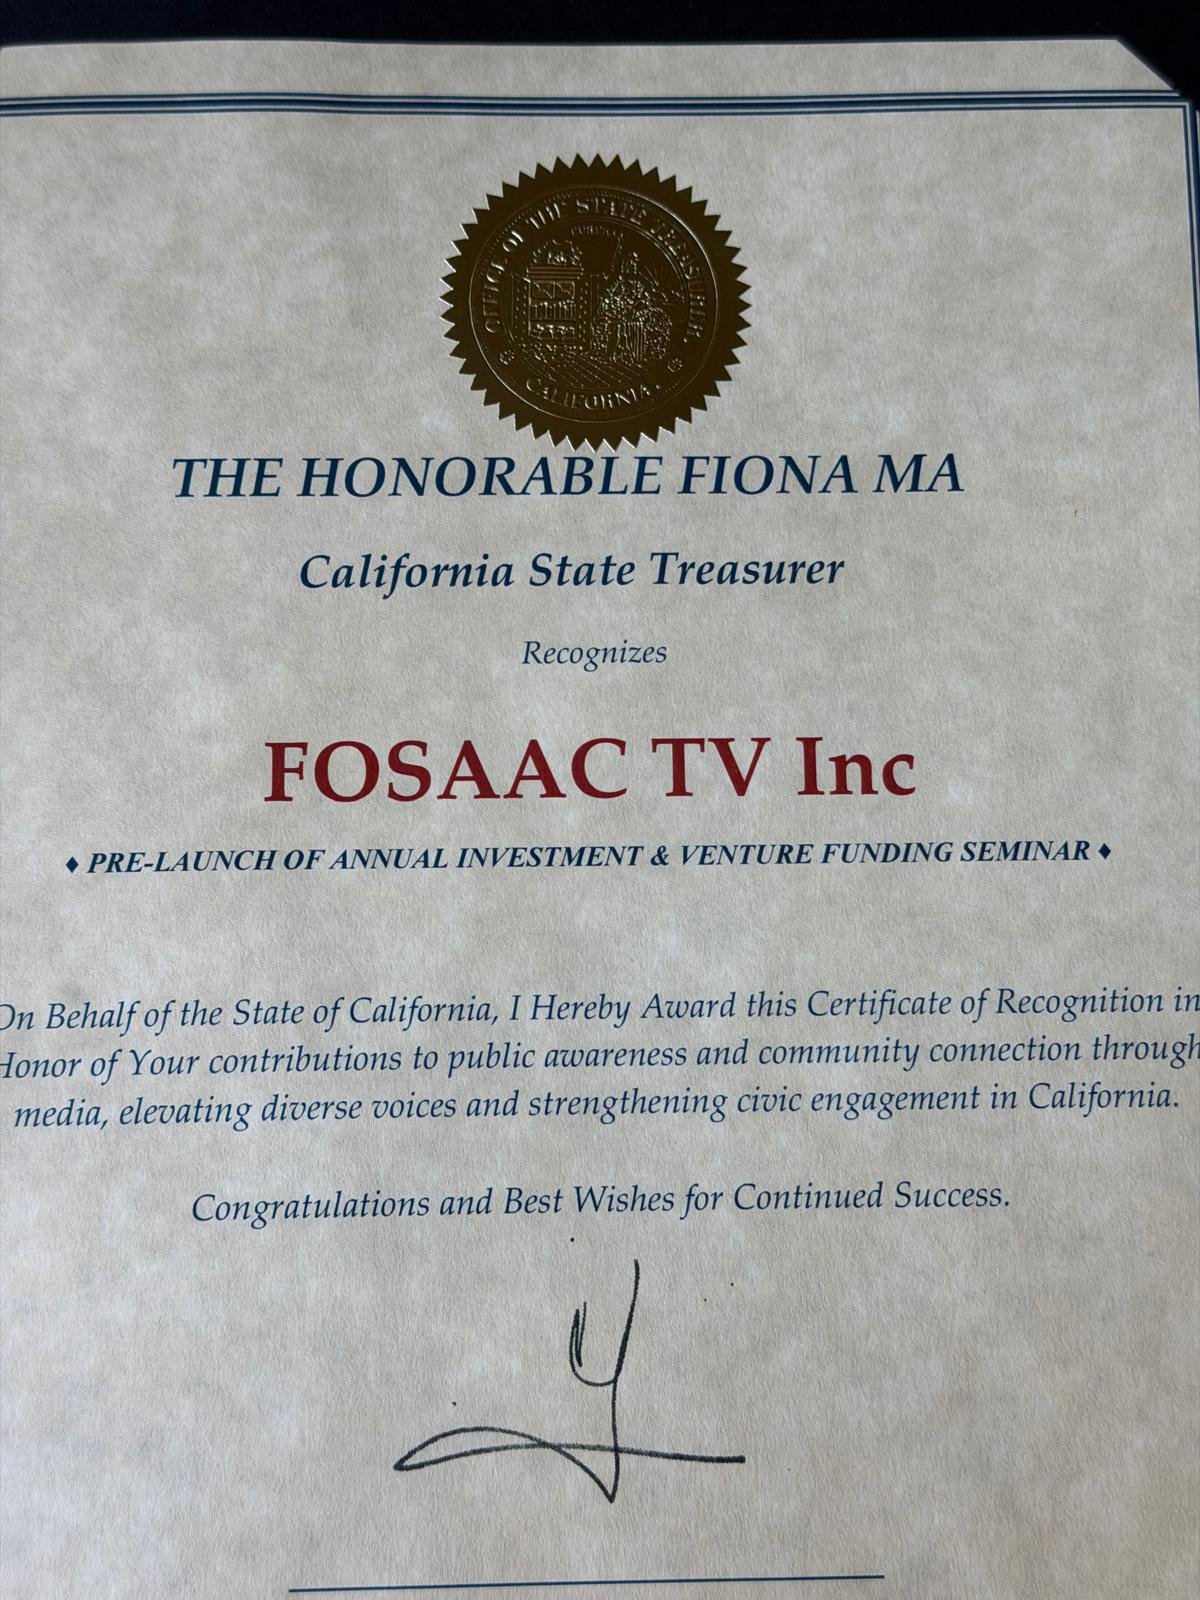 OFFICE OF THE STATE TREASURER
EUREKA
CALIFORNIA
THE HONORABLE FIONA MA
California State Treasurer
Recognizes
FOSAAC TV Inc
♦ PRE-LAUNCH OF ANNUAL INVESTMENT & VENTURE FUNDING SEMINAR ♦
On Behalf of the State of California, I Hereby Award this Certificate of Recognition in
Honor of Your contributions to public awareness and community connection through
media, elevating diverse voices and strengthening civic engagement in California.
Congratulations and Best Wishes for Continued Success.